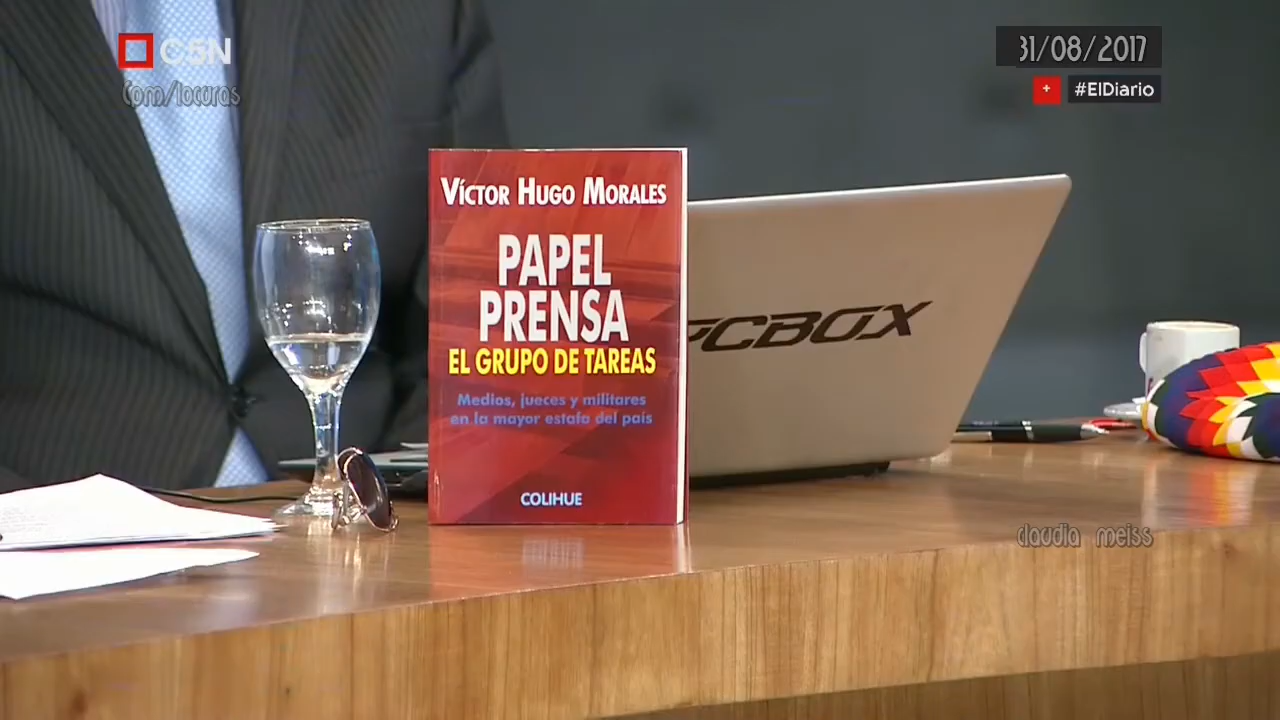 C5N
Com/locuras
31/08/2017
#ElDiario
VÍCTOR HUGO MORALES
PAPEL
PRENSA
EL GRUPO DE TAREAS
Medios, jueces y militares
en la mayor estafa del país
COLIHUE
PCBOX
claudia meiss